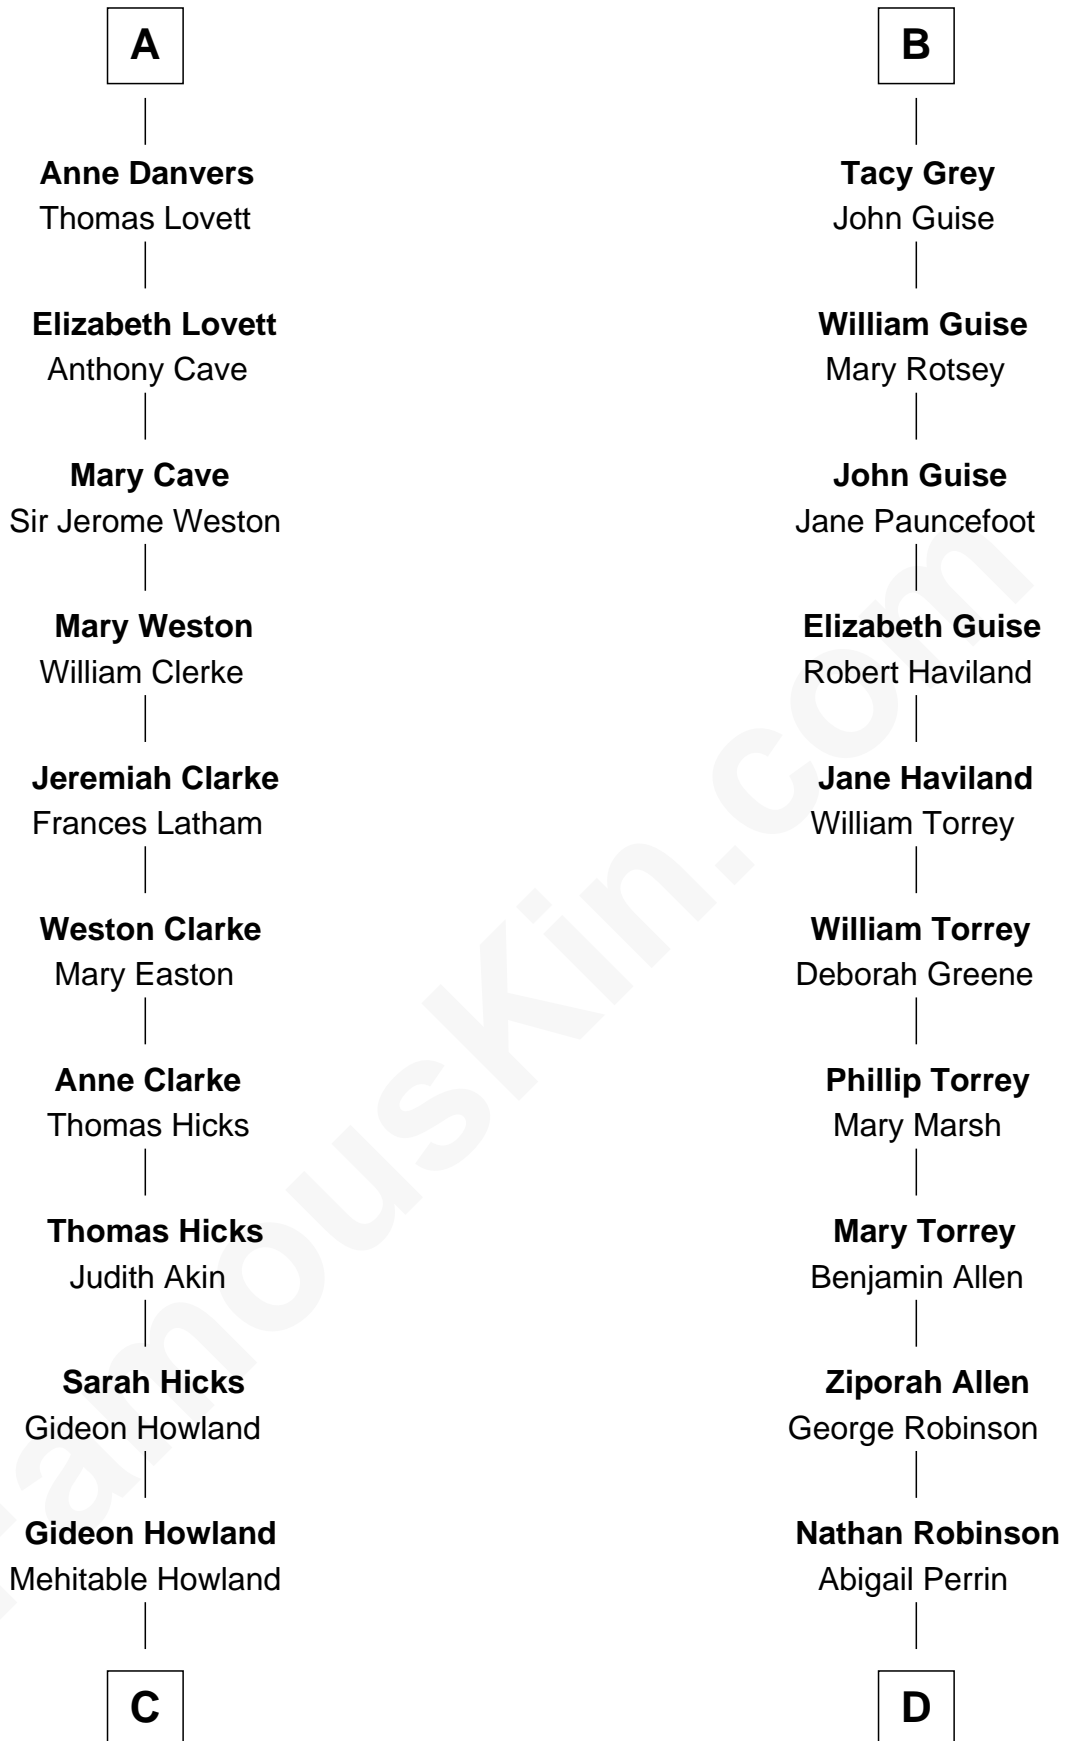 A
Anne Danvers
Thomas Lovett
Elizabeth Lovett
Anthony Cave
Mary Cave
Sir Jerome Weston
Mary Weston
William Clerke
Jeremiah Clarke
Frances Latham
Weston Clarke
Mary Easton
Anne Clarke
Thomas Hicks
Thomas Hicks
Judith Akin
Sarah Hicks
Gideon Howland
Gideon Howland
Mehitable Howland
C
B
Tacy Grey
John Guise
William Guise
Mary Rotsey
John Guise
Jane Pauncefoot
Elizabeth Guise
Robert Haviland
Jane Haviland
William Torrey
William Torrey
Deborah Greene
Phillip Torrey
Mary Marsh
Mary Torrey
Benjamin Allen
Ziporah Allen
George Robinson
Nathan Robinson
Abigail Perrin
D
FamousKin.com